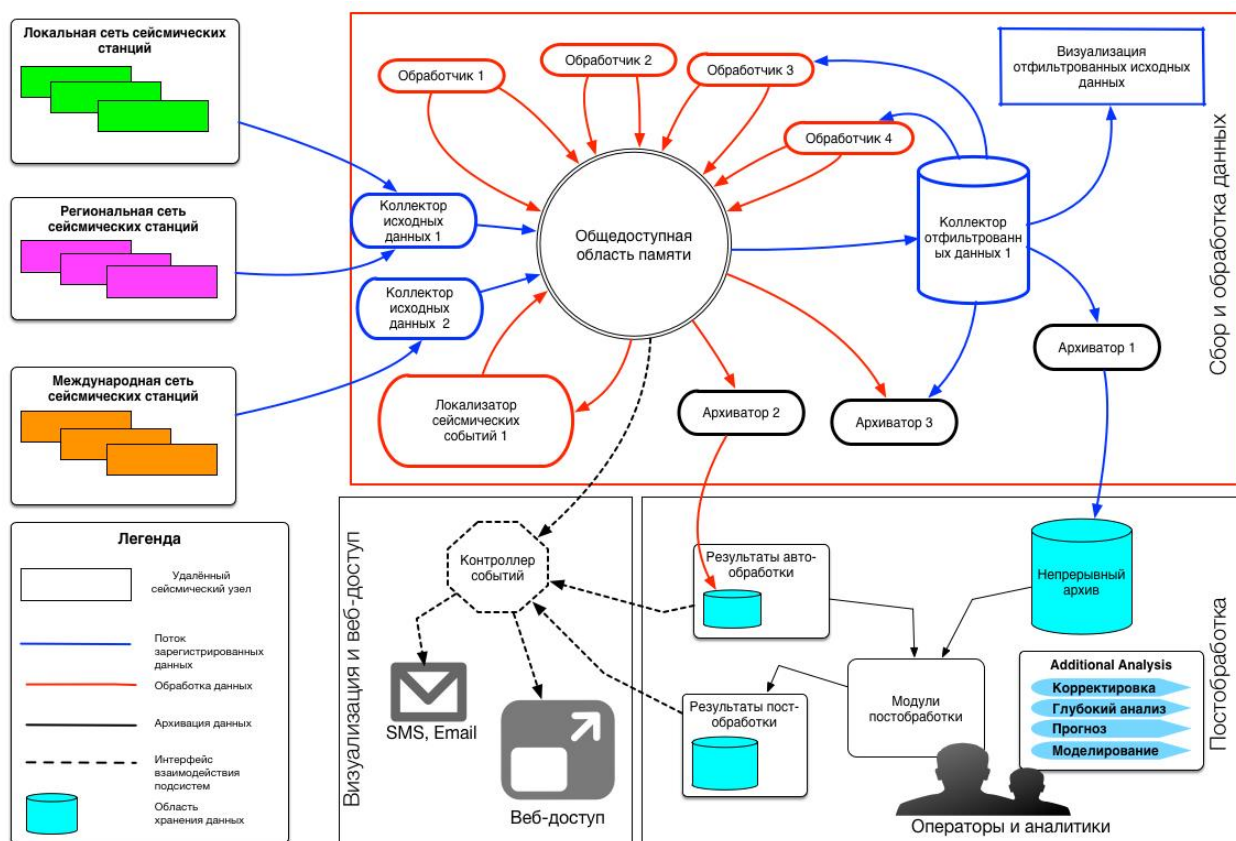 Локальная сеть сейсмических
станций
Региональная сеть
сейсмических станций
Международная сеть
сейсмических станций
Легенда
Удалённый
сейсмический узел
Поток
зарегистрированных
данных
Обработка данных
Архивация данных
Интерфейс
взаимодействия
подсистем
Область
хранения данных
Обработчик 1
Обработчик 2
Обработчик 3
Обработчик 4
Визуализация
отфильтрованных исходных
данных
Коллектор
исходных
данных 1
Коллектор
исходных
данных 2
Общедоступная
область памяти
Коллектор
отфильтрованн
ых данных 1
Локализатор
сейсмических
событий 1
Архиватор 2
Архиватор 3
Архиватор 1
Сбор и обработка данных
Визуализация и веб-доступ
Контроллер
событий
SMS, Email
Веб-доступ
Результаты авто-
обработки
Результаты пост-
обработки
Модули
постобработки
Непрерывный
архив
Additional Analysis
Корректировка
Глубокий анализ
Прогноз
Моделирование
Операторы и аналитики
Постобработка